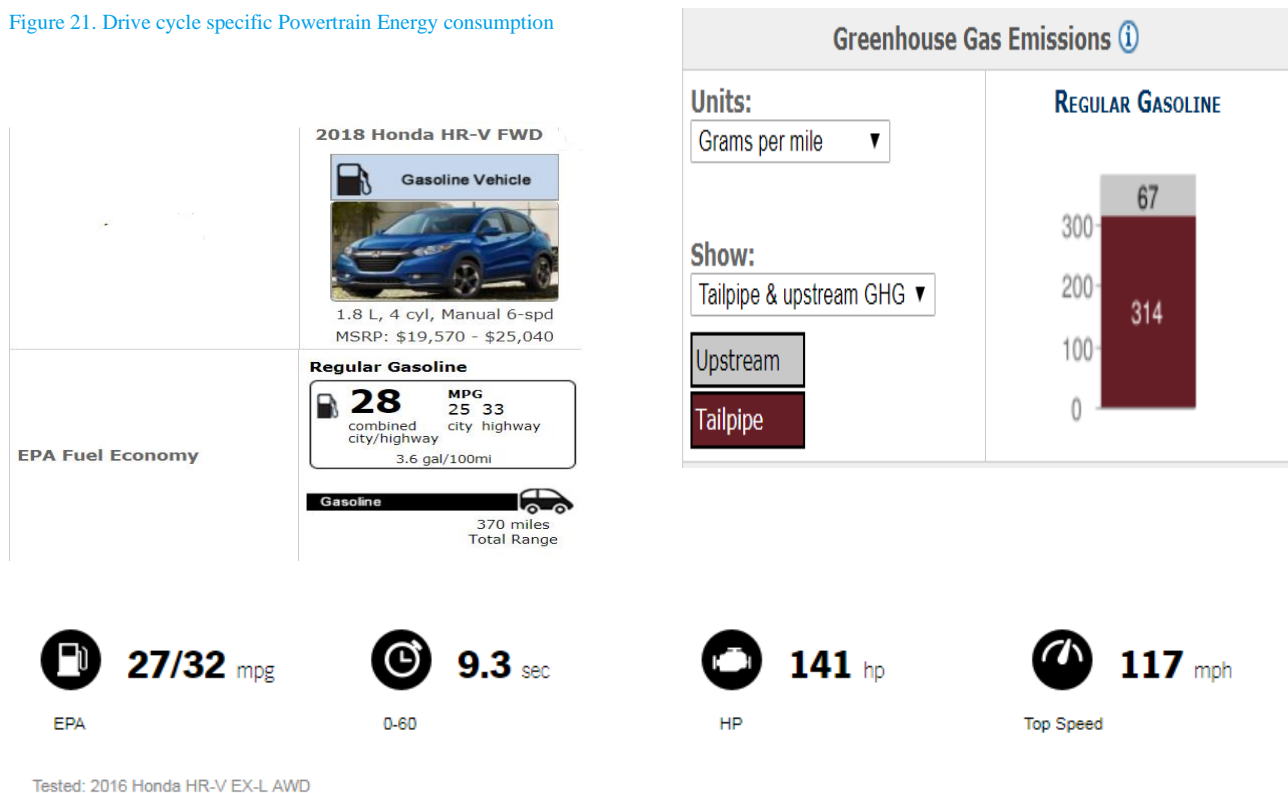 Figure 21. Drive cycle specific Powertrain Energy consumption
2018 Honda HR-V FWD
Gasoline Vehicle
1.8 L, 4 cyl, Manual 6-spd
MSRP: $19,570 - $25,040
EPA Fuel Economy
Regular Gasoline
28
MPG
25 33
combined
city/highway
city highway
3.6 gal/100mi
Gasoline
370 miles
Total Range
Greenhouse Gas Emissions
Units:
Grams per mile
Show:
Tailpipe & upstream GHG
Upstream
Tailpipe
REGULAR GASOLINE
67
300
200
314
100
0
27/32 mpg
EPA
9.3 sec
0-60
141 hp
HP
117 mph
Top Speed
Tested: 2016 Honda HR-V EX-L AWD